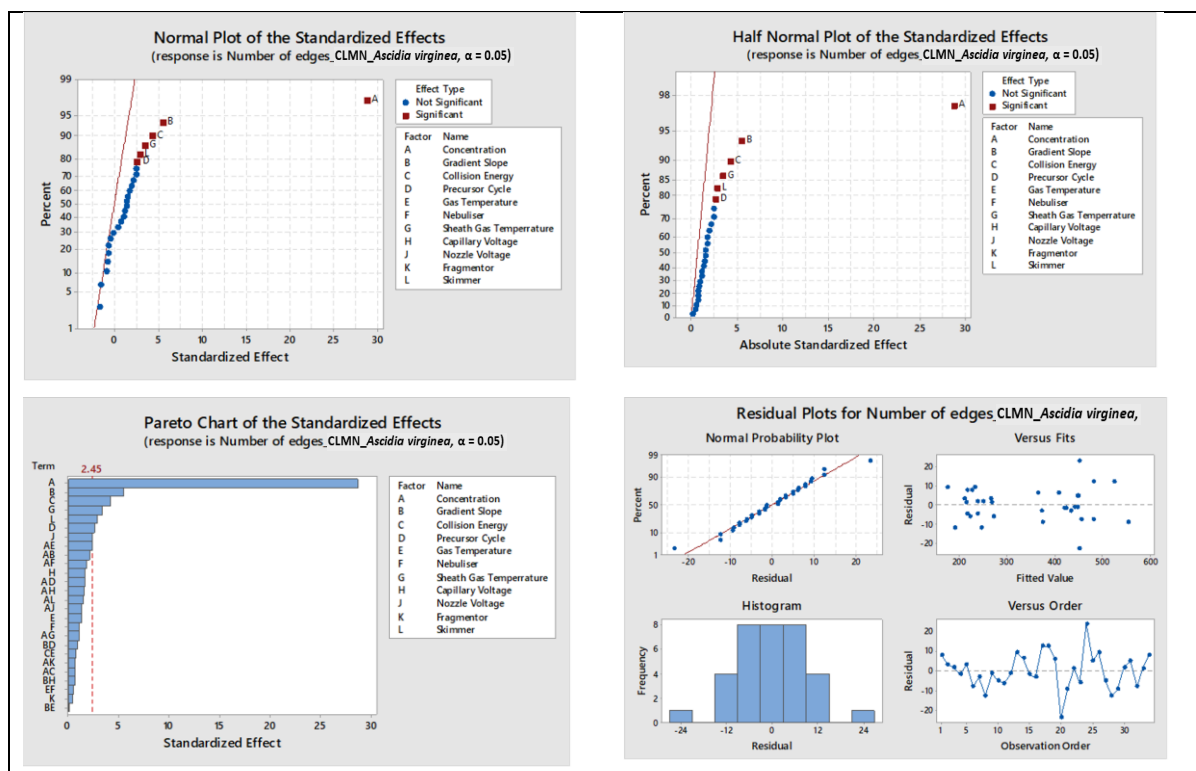 Normal Plot of the Standardized Effects
(response is Number of edges_CLMN_Ascidia virginea, α = 0.05)
99
95
90
80
70
60
50
40
30
20
10
5
1
Percent
0 5 10 15 20 25 30
Standardized Effect
A
B
C
G
L
D
Effect Type
Not Significant
Significant
Factor Name
A Concentration
B Gradient Slope
C Collision Energy
D Precursor Cycle
E Gas Temperature
F Nebuliser
G Sheath Gas Temperrature
H Capillary Voltage
J Nozzle Voltage
K Fragmentor
L Skimmer
Half Normal Plot of the Standardized Effects
(response is Number of edges_CLMN_Ascidia virginea, α = 0.05)
98
95
90
85
80
70
60
50
40
30
20
10
0
Percent
0 5 10 15 20 25 30
Absolute Standardized Effect
A
B
C
G
L
D
Effect Type
Not Significant
Significant
Factor Name
A Concentration
B Gradient Slope
C Collision Energy
D Precursor Cycle
E Gas Temperature
F Nebuliser
G Sheath Gas Temperrature
H Capillary Voltage
J Nozzle Voltage
K Fragmentor
L Skimmer
Pareto Chart of the Standardized Effects
(response is Number of edges_CLMN_Ascidia virginea, α = 0.05)
Term
2.45
A
B
C
G
L
D
J
AE
AB
AF
H
AD
AH
AL
AJ
E
F
AG
BD
CE
AK
AC
BH
EF
K
BE
0 5 10 15 20 25 30
Standardized Effect
Factor Name
A Concentration
B Gradient Slope
C Collision Energy
D Precursor Cycle
E Gas Temperature
F Nebuliser
G Sheath Gas Temperrature
H Capillary Voltage
J Nozzle Voltage
K Fragmentor
L Skimmer
Residual Plots for Number of edges_CLMN_Ascidia virginea,
Normal Probability Plot
99
90
50
10
1
Percent
-20 -10 0 10 20
Residual
Versus Fits
20
10
0
-10
-20
Residual
200 300 400 500 600
Fitted Value
Histogram
8
6
4
2
0
Frequency
-24 -12 0 12 24
Residual
Versus Order
20
10
0
-10
-20
Residual
1 5 10 15 20 25 30
Observation Order